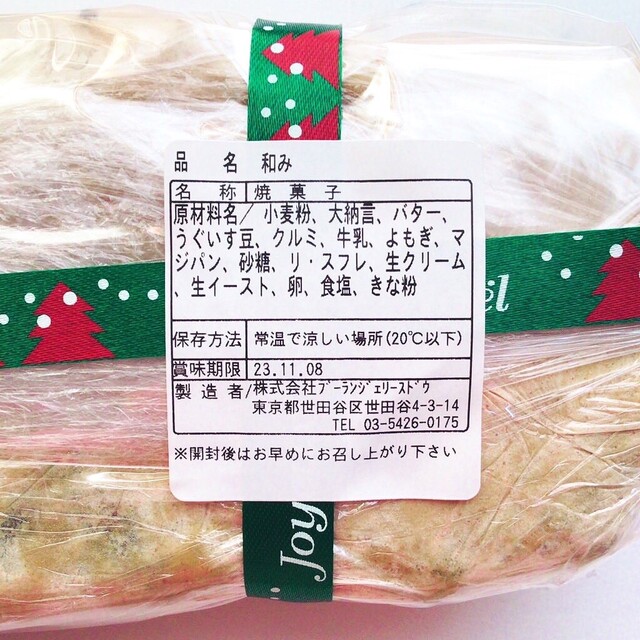 品 名 和み
名 称 焼 菓 子
原材料名／ 小麦粉、大納言、バター、
うぐいす豆、クルミ、牛乳、よもぎ、マ
ジパン、砂糖、リ・スフレ、生クリーム
、生イースト、卵、食塩、きな粉
保存方法 常温で涼しい場所(20℃以下)
賞味期限 23.11.08
製 造 者/株式会社ﾌﾞｰﾗﾝｼﾞｪﾘｰｽﾄﾞｳ
東京都世田谷区世田谷4-3-14
TEL 03-5426-0175
※開封後はお早めにお召し上がり下さい
Joy